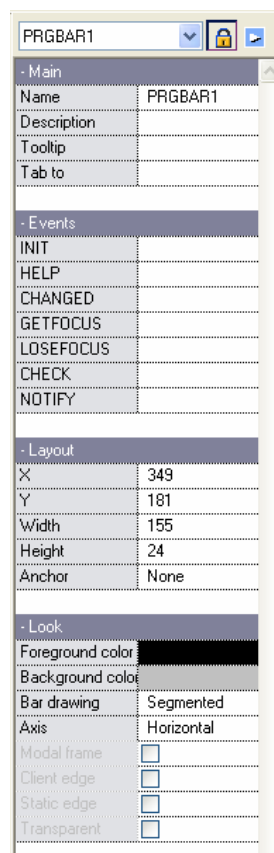 PRGBAR1
- Main
Name PRGBAR1
Description
Tooltip
Tab to
- Events
INIT
HELP
CHANGED
GETFOCUS
LOSEFOCUS
CHECK
NOTIFY
- Layout
X 349
Y 181
Width 155
Height 24
Anchor None
- Look
Foreground color
Background colo
Bar drawing Segmented
Axis Horizontal
Modal frame
Client edge
Static edge
Transparent